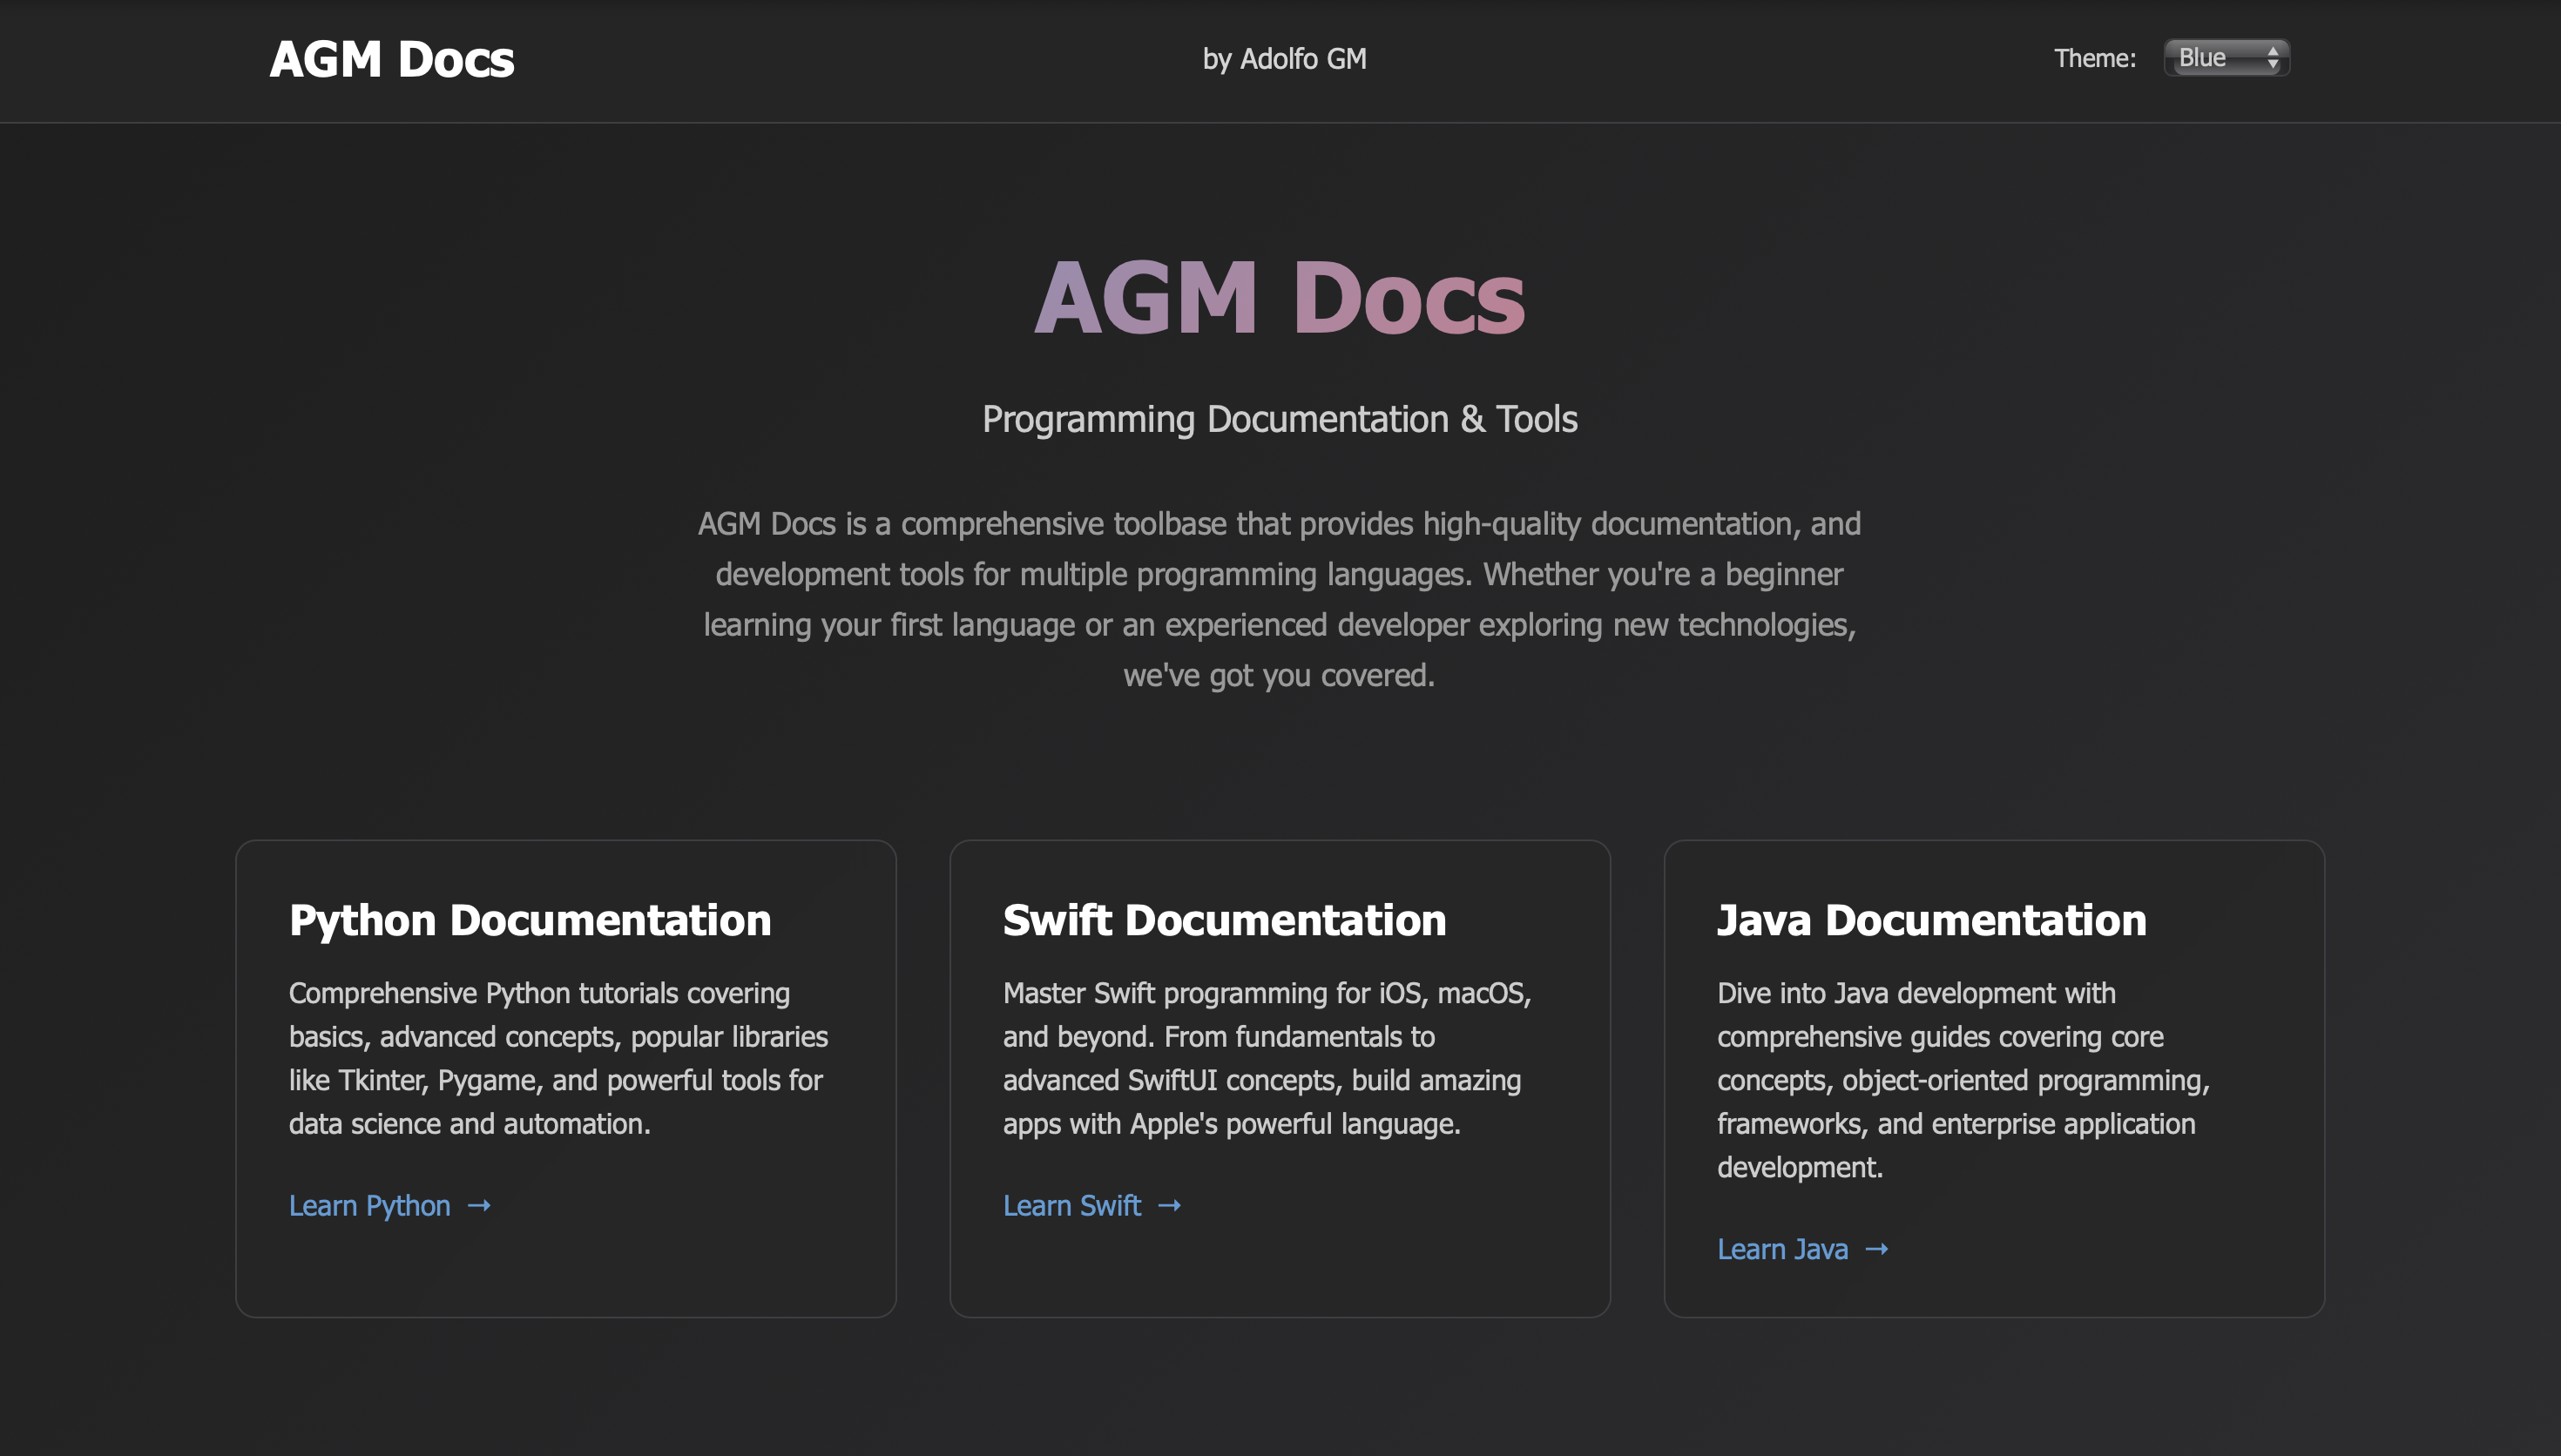 AGM Docs
by Adolfo GM
Theme: Blue
AGM Docs
Programming Documentation & Tools
AGM Docs is a comprehensive toolbase that provides high-quality documentation, and
development tools for multiple programming languages. Whether you're a beginner
learning your first language or an experienced developer exploring new technologies,
we've got you covered.
Python Documentation
Comprehensive Python tutorials covering
basics, advanced concepts, popular libraries
like Tkinter, Pygame, and powerful tools for
data science and automation.
Learn Python →
Swift Documentation
Master Swift programming for iOS, macOS,
and beyond. From fundamentals to
advanced SwiftUI concepts, build amazing
apps with Apple's powerful language.
Learn Swift →
Java Documentation
Dive into Java development with
comprehensive guides covering core
concepts, object-oriented programming,
frameworks, and enterprise application
development.
Learn Java →